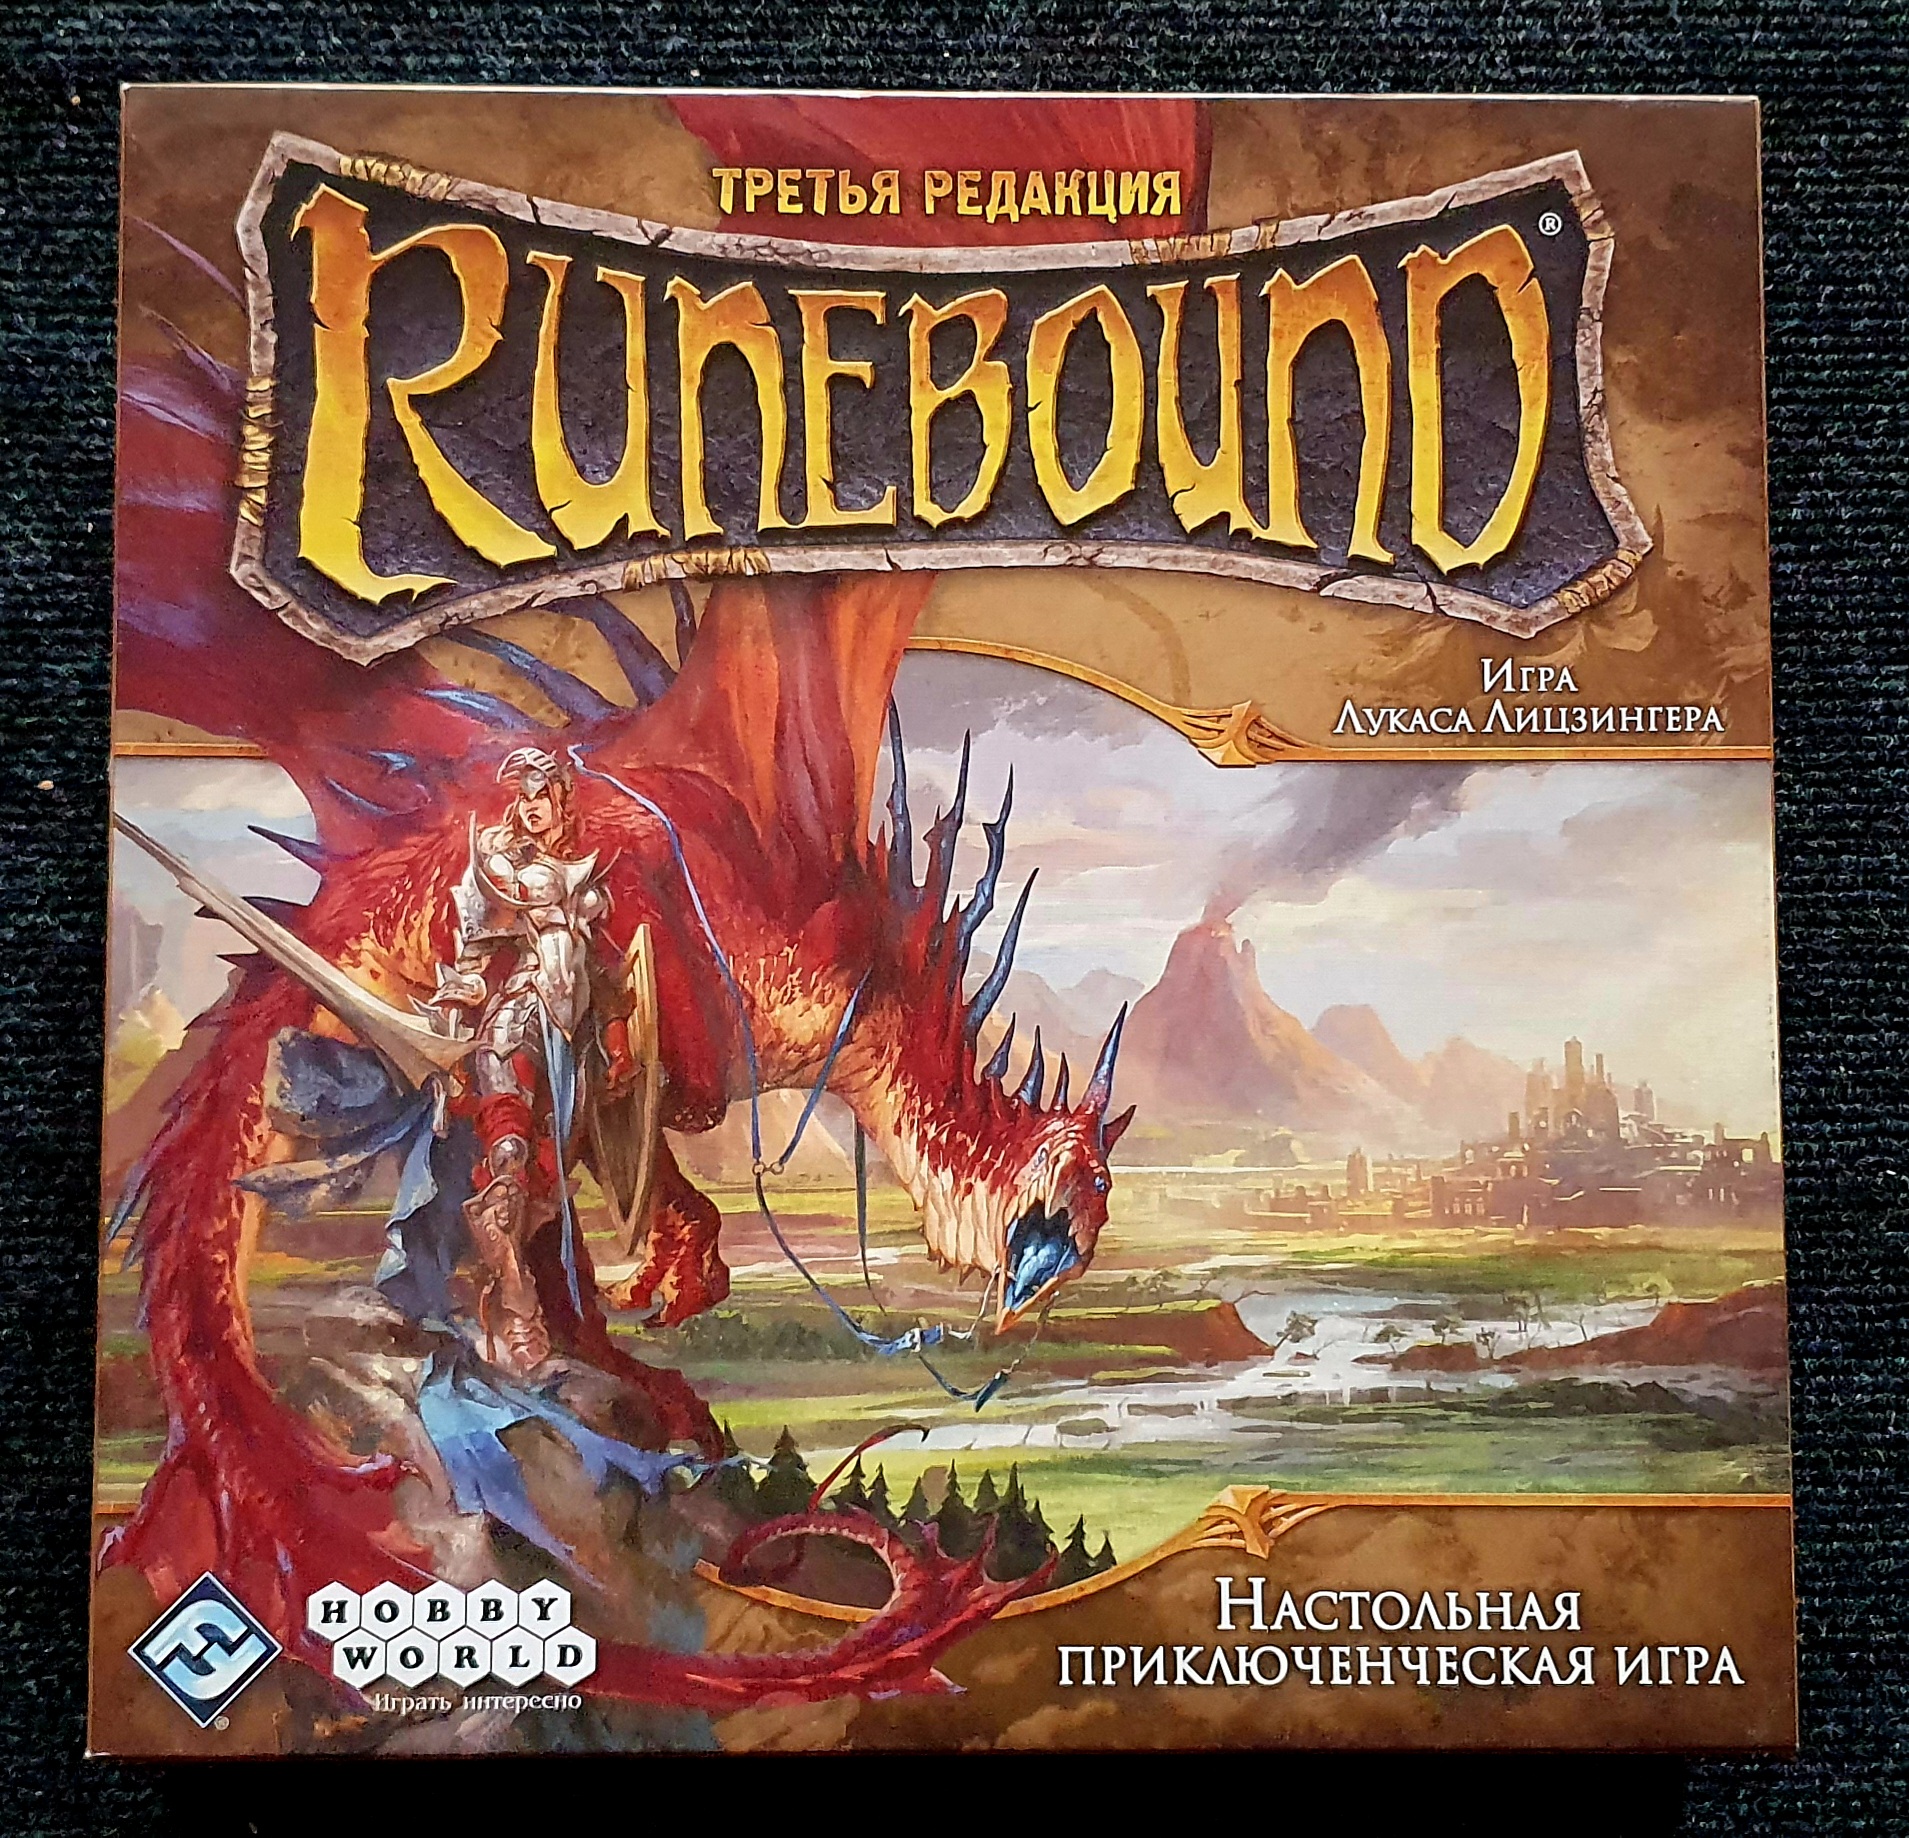 ТРЕТЬЯ РЕДАКЦИЯ
RUNEBOUND®
ИГРА
ЛУКАСА ЛИЦЗИНГЕРА
HOBBY
WORLD
Играть интересно
®
НАСТОЛЬНАЯ
ПРИКЛЮЧЕНЧЕСКАЯ ИГРА